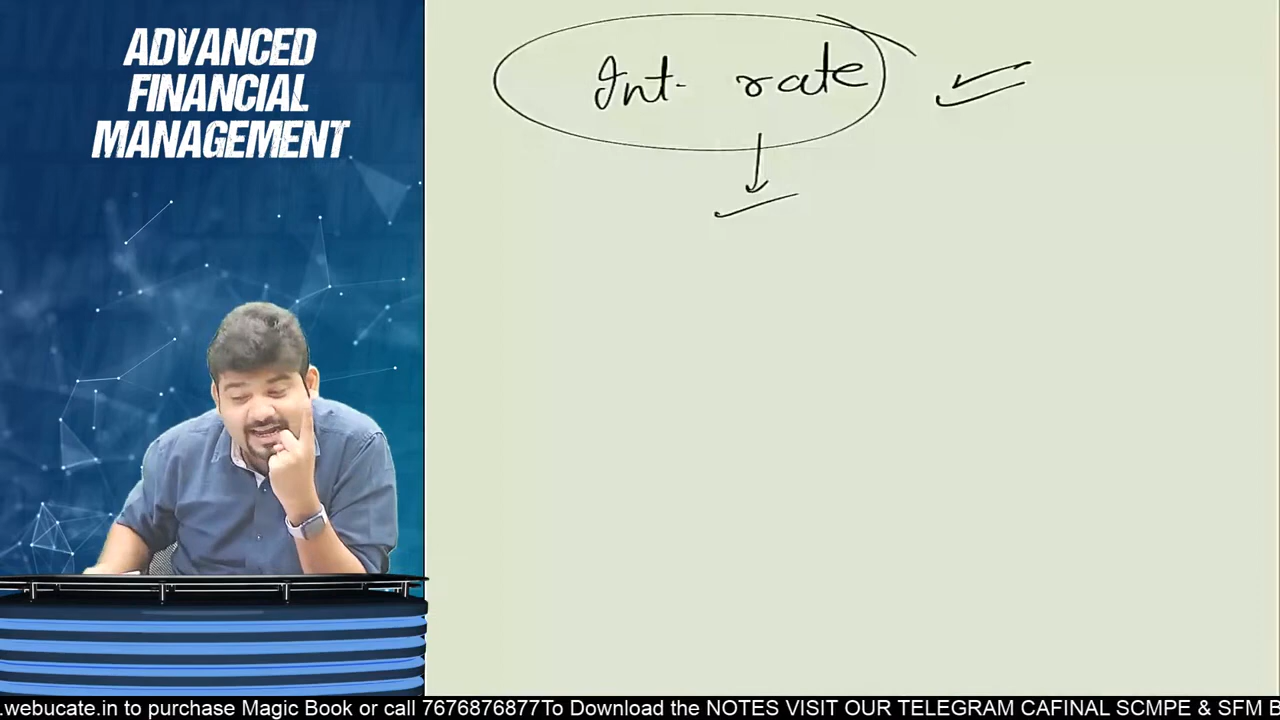 ADVANCED
FINANCIAL
MANAGEMENT
Int. rate
.webucate.in to purchase Magic Book or call 7676876877To Download the NOTES VISIT OUR TELEGRAM CAFINAL SCMPE & SFM B